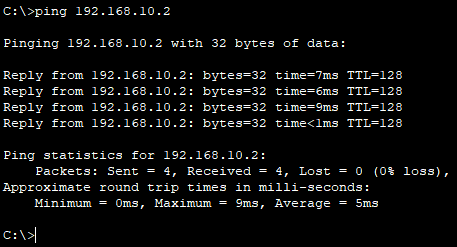 C:\>ping 192.168.10.2
Pinging 192.168.10.2 with 32 bytes of data:
Reply from 192.168.10.2: bytes=32 time=7ms TTL=128
Reply from 192.168.10.2: bytes=32 time=6ms TTL=128
Reply from 192.168.10.2: bytes=32 time=9ms TTL=128
Reply from 192.168.10.2: bytes=32 time<1ms TTL=128
Ping statistics for 192.168.10.2:
    Packets: Sent = 4, Received = 4, Lost = 0 (0% loss),
Approximate round trip times in milli-seconds:
    Minimum = 0ms, Maximum = 9ms, Average = 5ms
C:\>